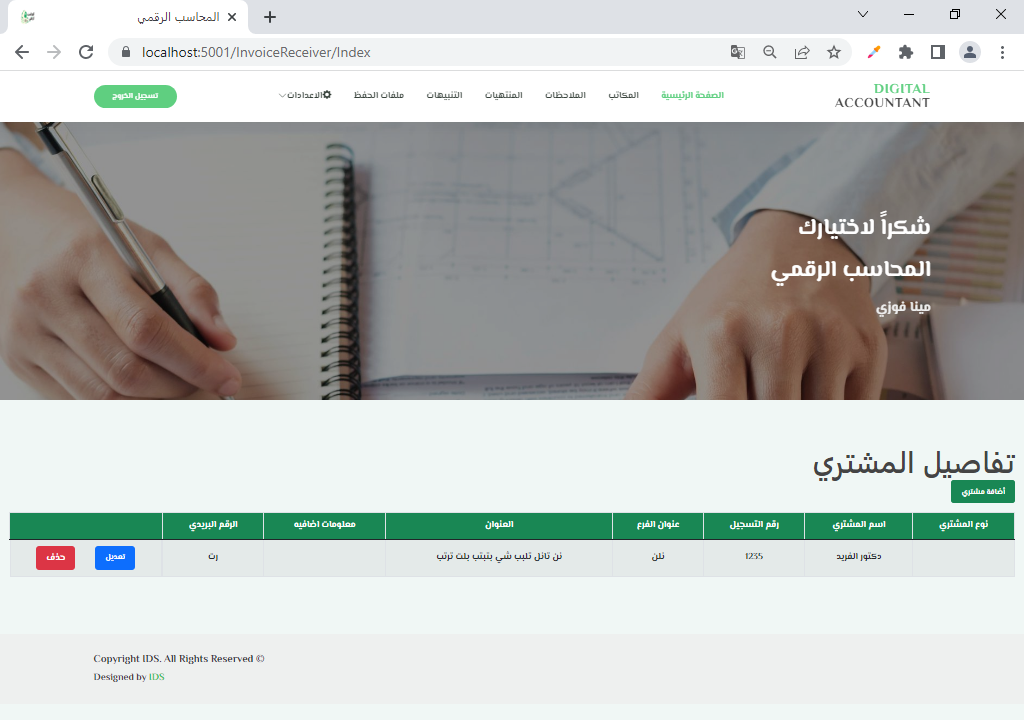 المحاسب الرقمي
localhost:5001/InvoiceReceiver/Index
DIGITAL
ACCOUNTANT
الصفحة الرئيسية
المكاتب
الملاحظات
المنتهيات
التنبيهات
ملفات الحفظ
الاعدادات
تسجيل الخروج
شكراً لاختيارك
المحاسب الرقمي
مينا فوزي
تفاصيل المشتري
أضافة مشتري
نوع المشتري اسم المشتري رقم التسجيل عنوان الفرع العنوان معلومات اضافيه الرقم البريدي
دكتور الفريد 1235 نلن نن تانل تلبب شي يتبتب بلت ترتب رت تعديل حذف
Copyright IDS. All Rights Reserved ©
Designed by IDS